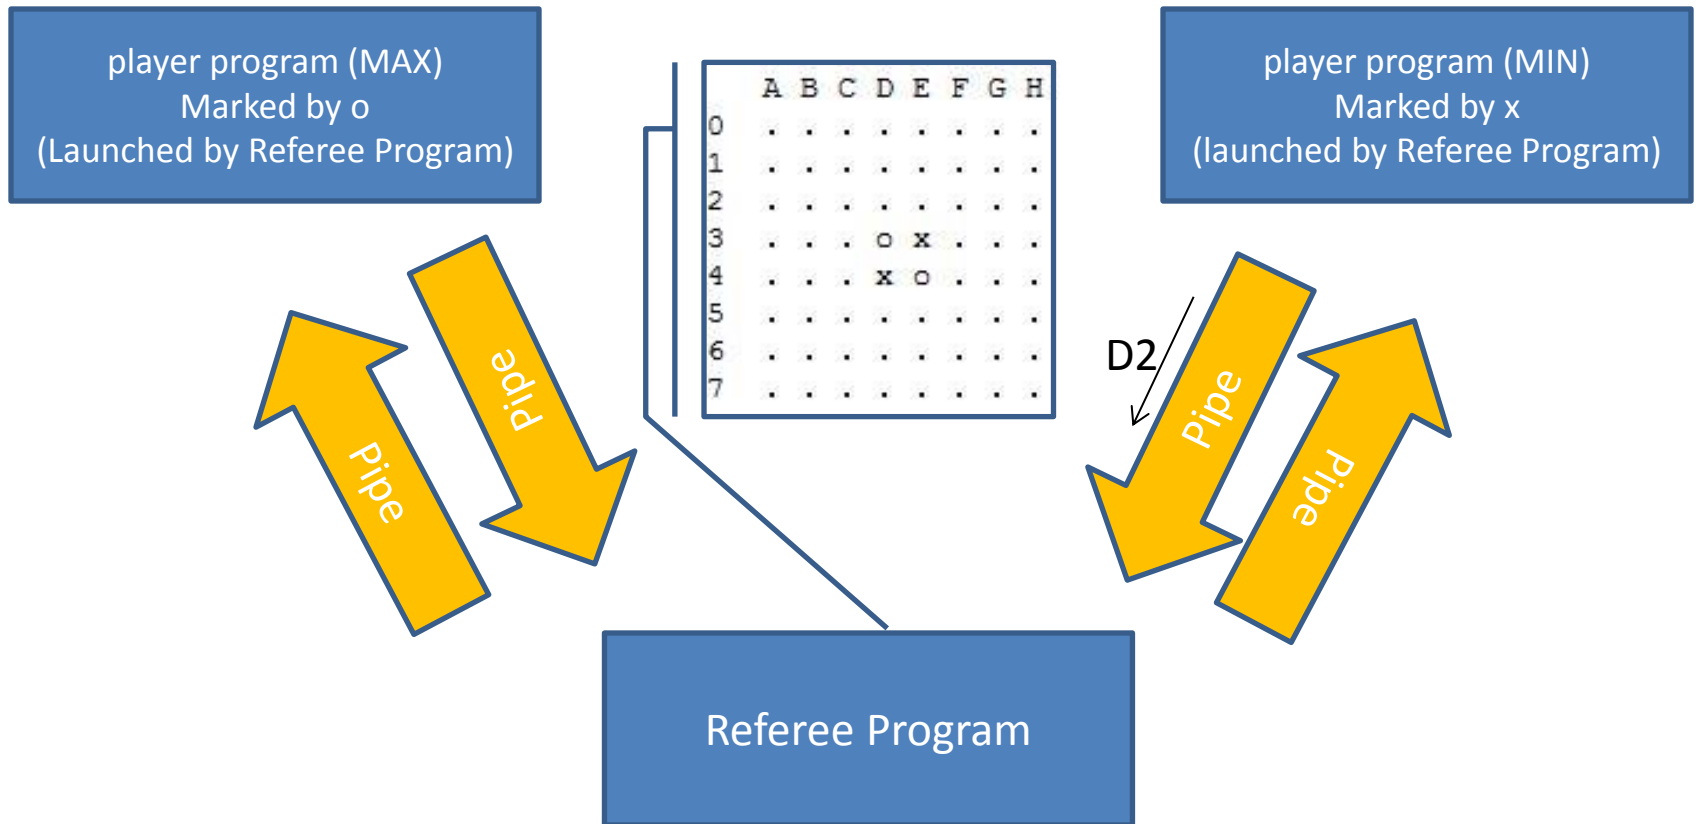 player program (MAX)
Marked by o
(Launched by Referee Program)
A B C D E F G H
0 . . . . . . . .
1 . . . . . . . .
2 . . . . . . . .
3 . . . o x . . .
4 . . . x o . . .
5 . . . . . . . .
6 . . . . . . . .
7 . . . . . . . .
player program (MIN)
Marked by x
(launched by Referee Program)
Pipe
Pipe
D2
Pipe
Pipe
Referee Program